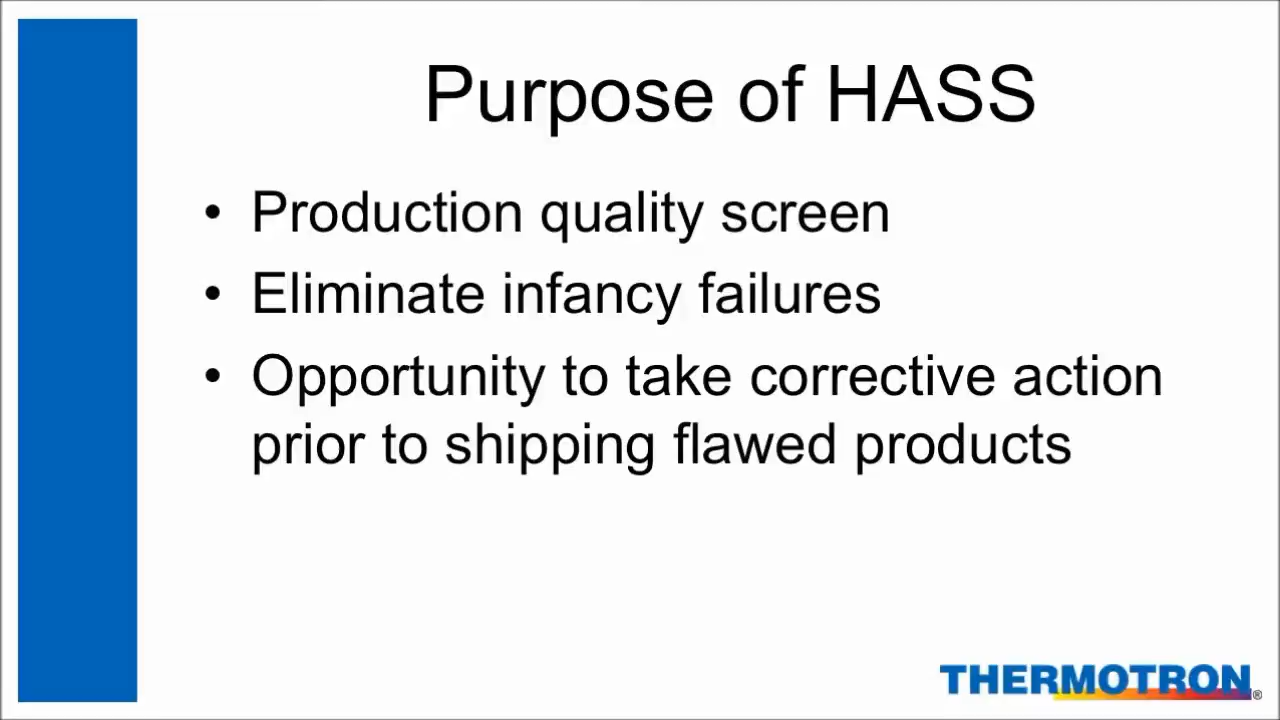 Purpose of HASS
• Production quality screen
• Eliminate infancy failures
• Opportunity to take corrective action
prior to shipping flawed products
THERMOTRON®